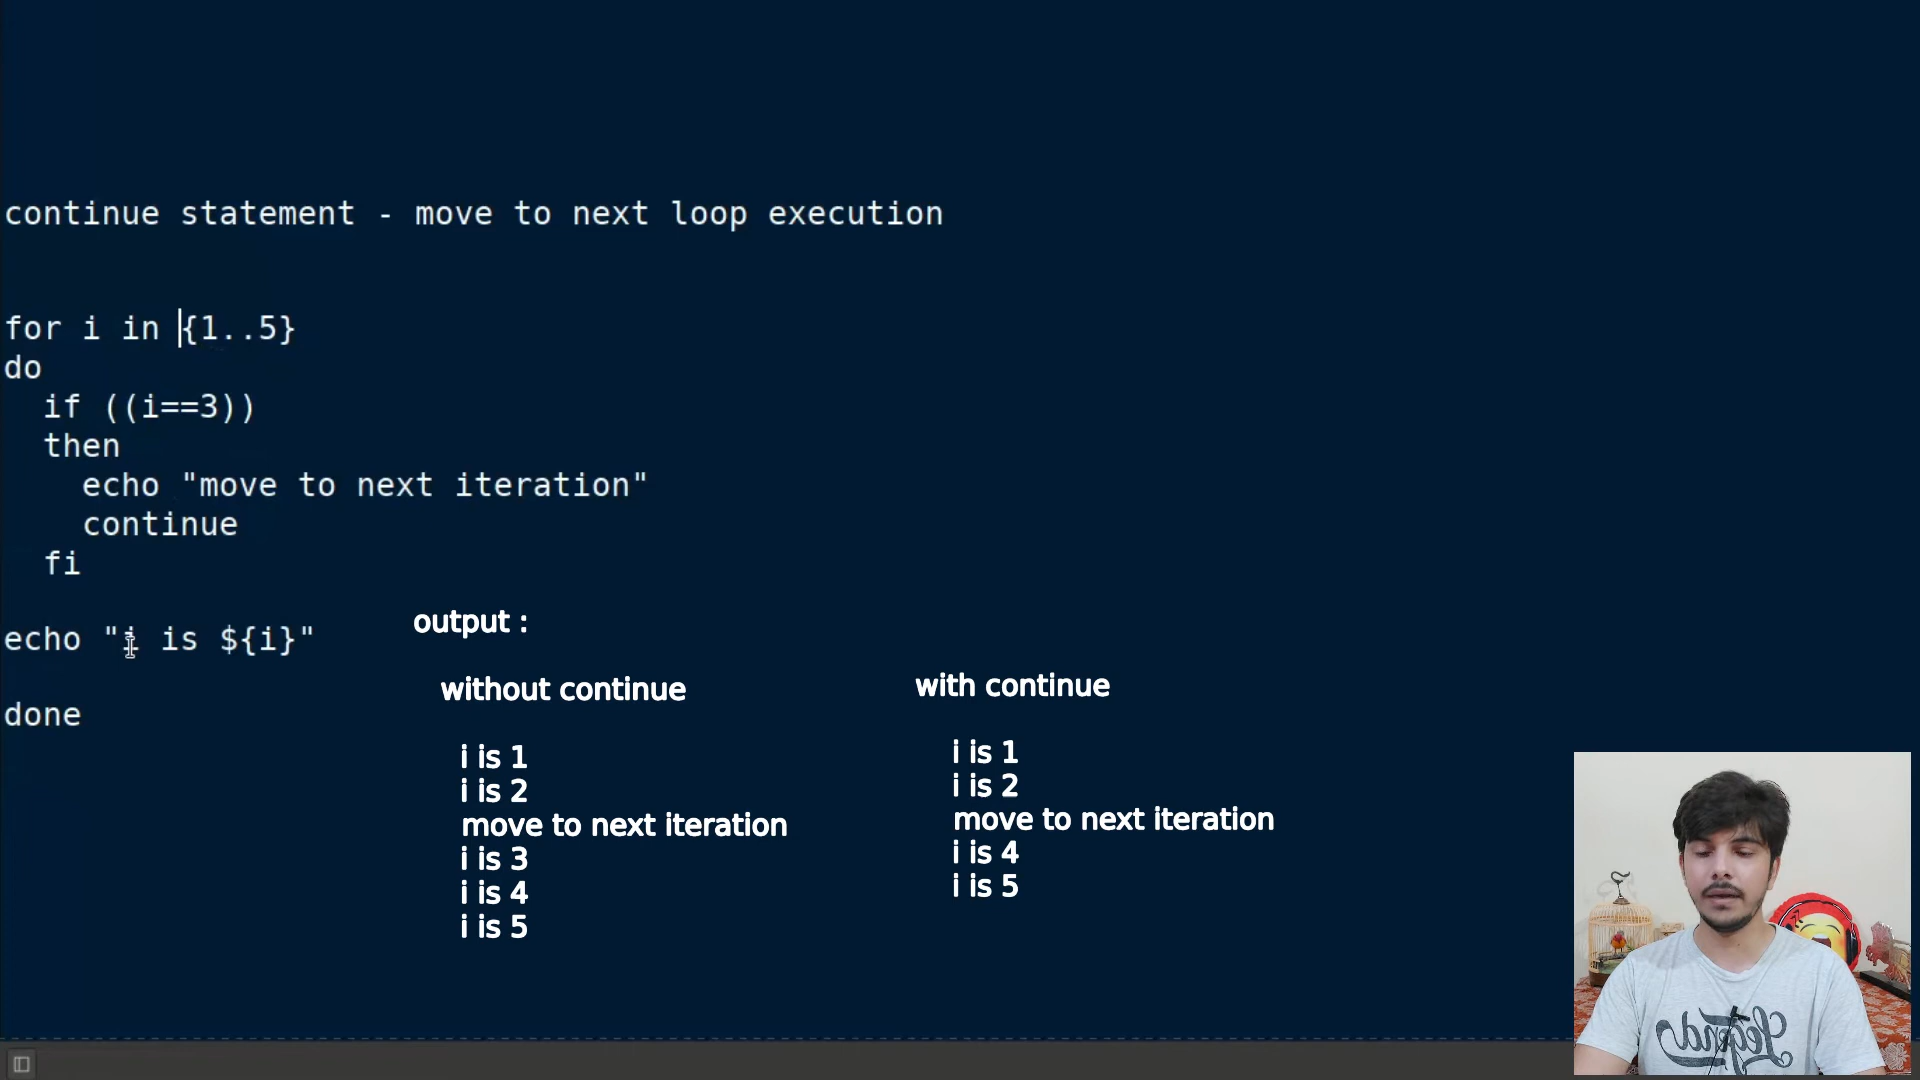 continue statement - move to next loop execution
for i in {1..5}
do
if ((i==3))
then
echo "move to next iteration"
continue
fi
echo "i is ${i}"
done
output :
without continue
i is 1
i is 2
move to next iteration
i is 3
i is 4
i is 5
with continue
i is 1
i is 2
move to next iteration
i is 4
i is 5
Legend